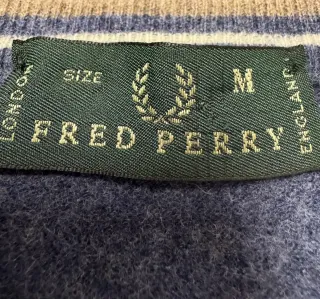 SIZE M
LONDON
ENGLAND
FRED PERRY